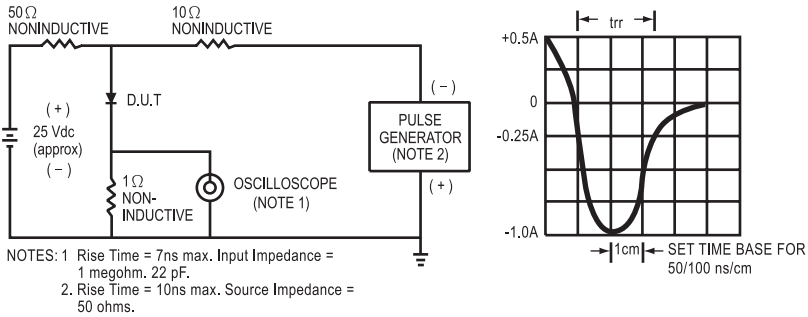 50Ω
NONINDUCTIVE
10Ω
NONINDUCTIVE
(+)
25 Vdc
(approx)
(−)
D.U.T
1Ω
NON-
INDUCTIVE
OSCILLOSCOPE
(NOTE 1)
(−)
PULSE
GENERATOR
(NOTE 2)
(+)
NOTES: 1 Rise Time = 7ns max. Input Impedance =
1 megohm. 22 pF.
2. Rise Time = 10ns max. Source Impedance =
50 ohms.
trr
+0.5A
0
-0.25A
-1.0A
1cm
SET TIME BASE FOR
50/100 ns/cm